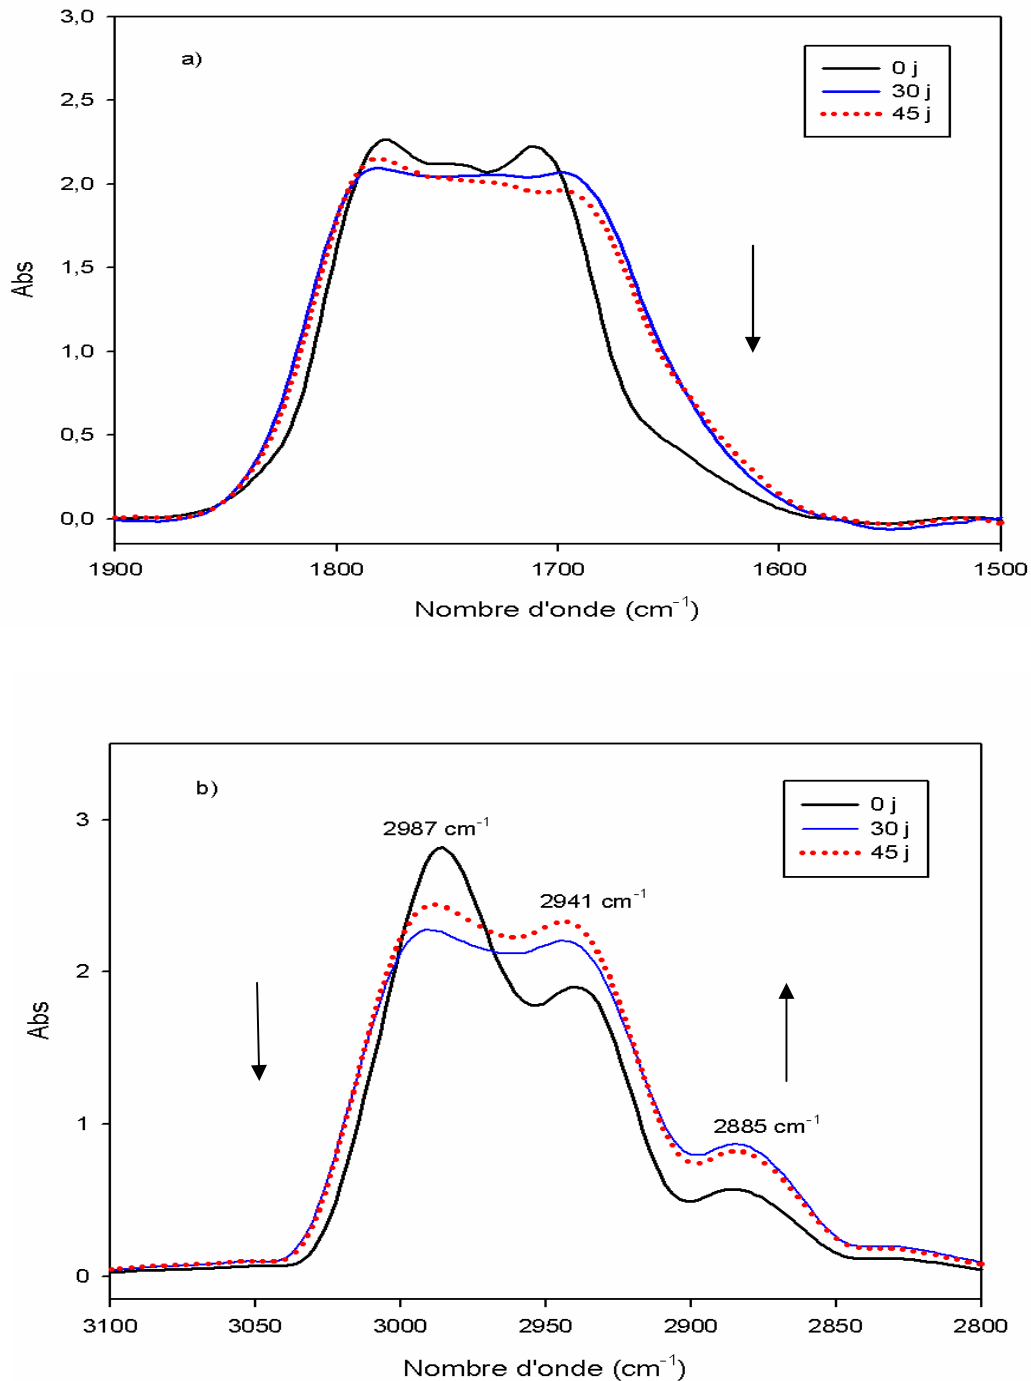 3,0
a)
0 j
30 j
45 j
2,5
2,0
1,5
1,0
0,5
0,0
Abs
1900 1800 1700 1600 1500
Nombre d'onde (cm⁻¹)
b)
0 j
30 j
45 j
3
2987 cm⁻¹
2941 cm⁻¹
2
2885 cm⁻¹
1
0
Abs
3100 3050 3000 2950 2900 2850 2800
Nombre d'onde (cm⁻¹)